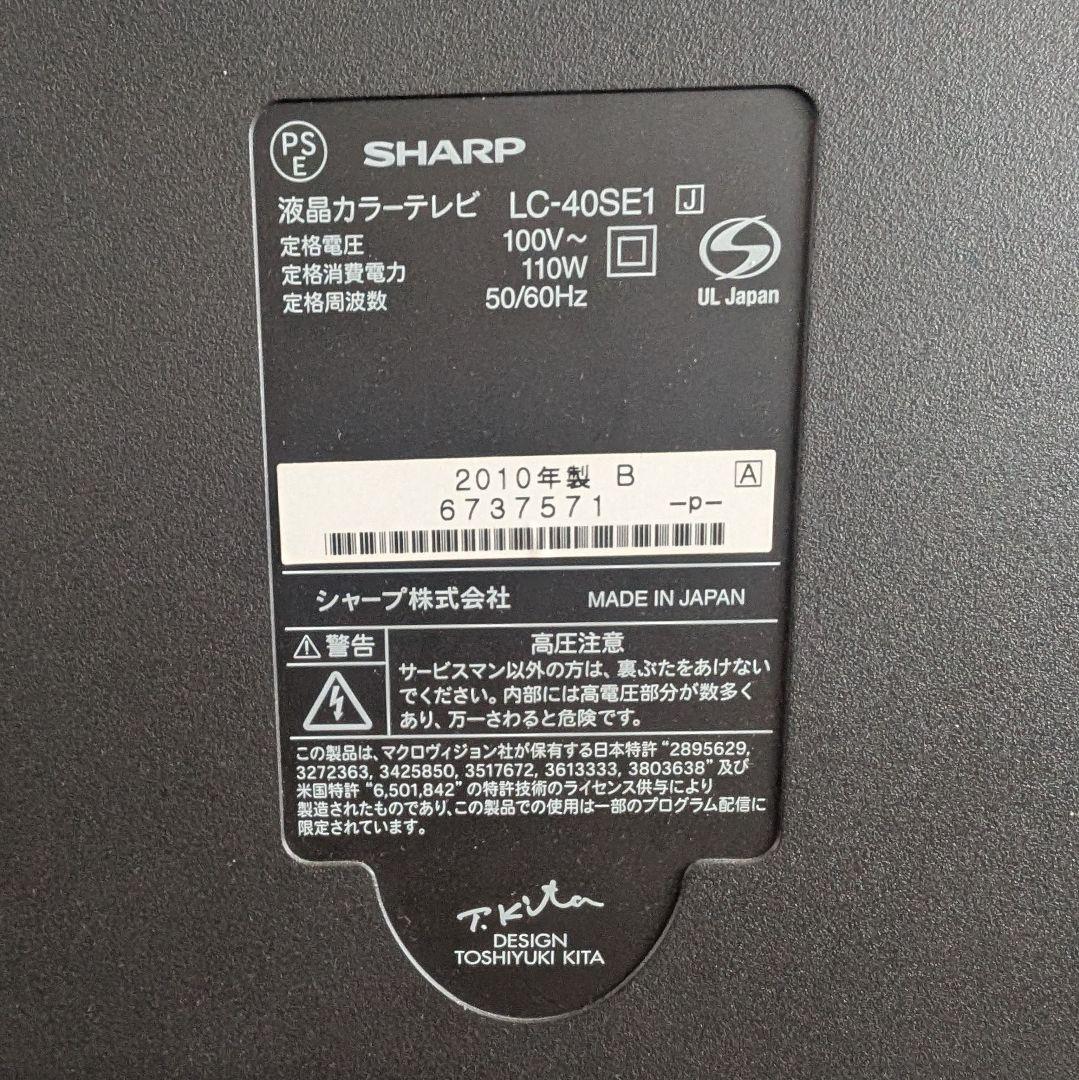 PS
E
SHARP
液晶カラーテレビ LC-40SE1 J
定格電圧 100V~
定格消費電力 110W
定格周波数 50/60Hz
UL Japan
2010年製 B A
6737571 -p-
シャープ株式会社 MADE IN JAPAN
警告
高圧注意
サービスマン以外の方は、裏ぶたをあけない
でください。内部には高電圧部分が数多く
あり、万一さわると危険です。
この製品は、マクロヴィジョン社が保有する日本特許 "2895629,
3272363, 3425850, 3517672, 3613333, 3803638" 及び
米国特許 "6,501,842" の特許技術のライセンス供与により
製造されたものであり、この製品での使用は一部のプログラム配信に
限定されています。
T. Kita
DESIGN
TOSHIYUKI KITA